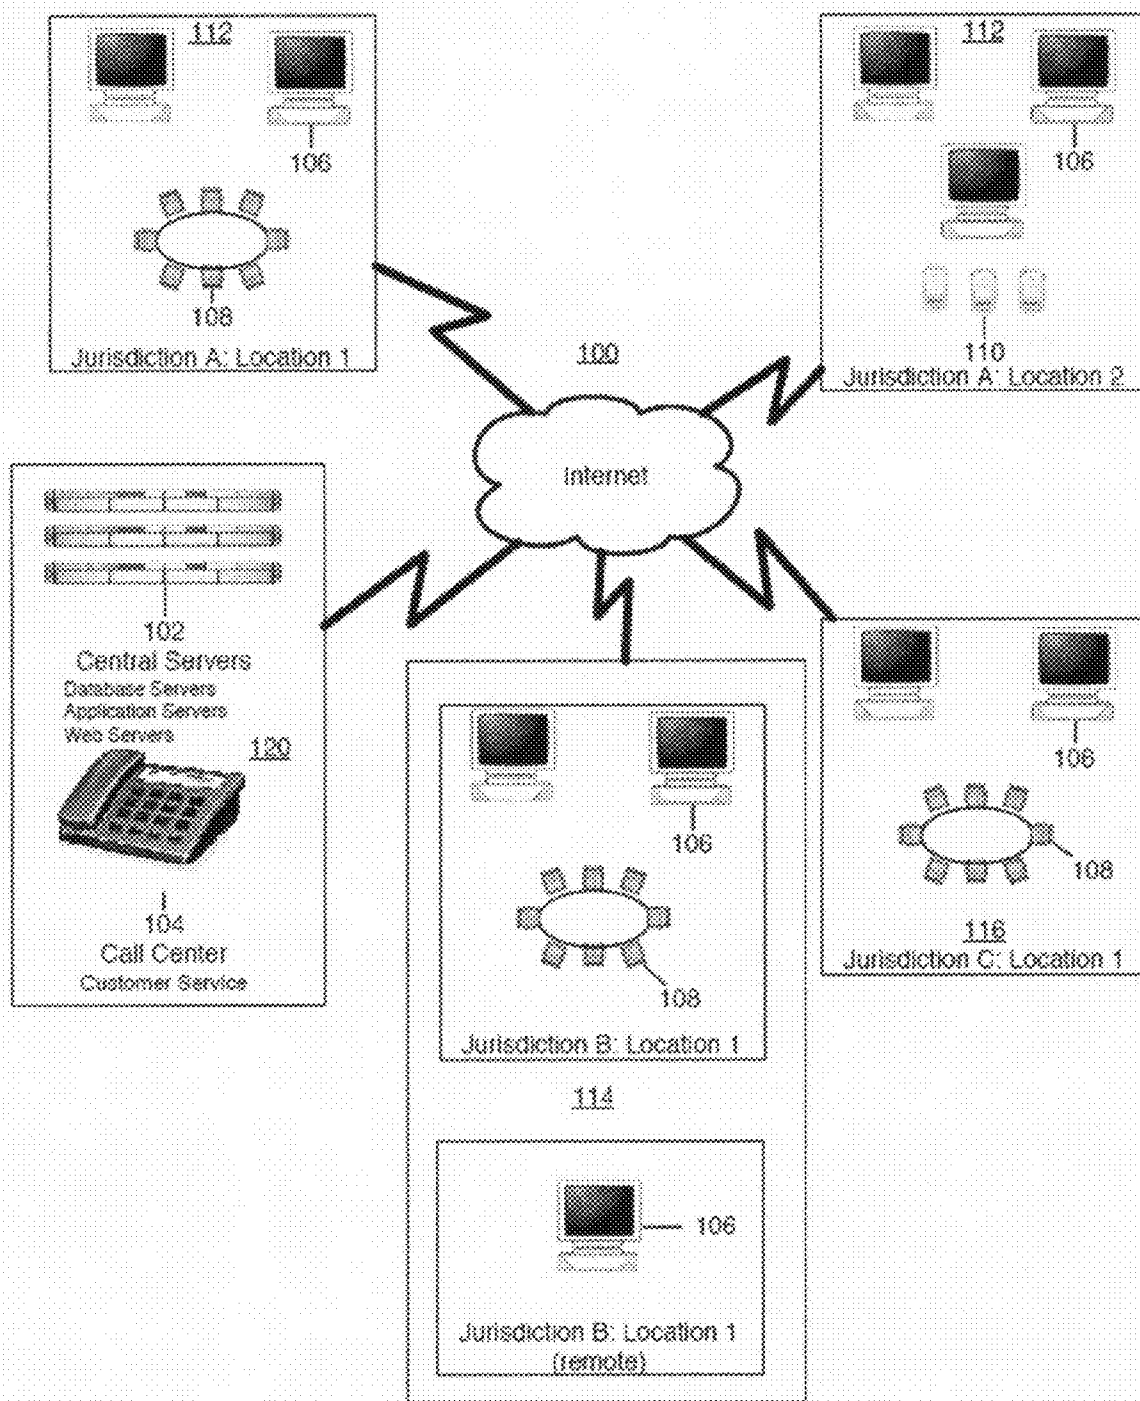 112
106
108
Jurisdiction A: Location 1
112
106
110
Jurisdiction A: Location 2
100
Internet
102
Central Servers
Database Servers
Application Servers
Web Servers
120
104
Call Center
Customer Service
106
108
Jurisdiction B: Location 1
114
106
Jurisdiction B: Location 1
(remote)
106
108
116
Jurisdiction C: Location 1